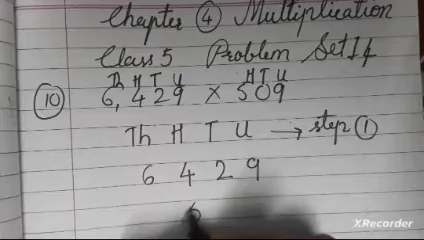 Chapter ④ Multiplication
Class 5 Problem Set 14
Th H T U H T U
⑩ 6,429 × 509
Th H T U → step ①
6 4 2 9
XRecorder